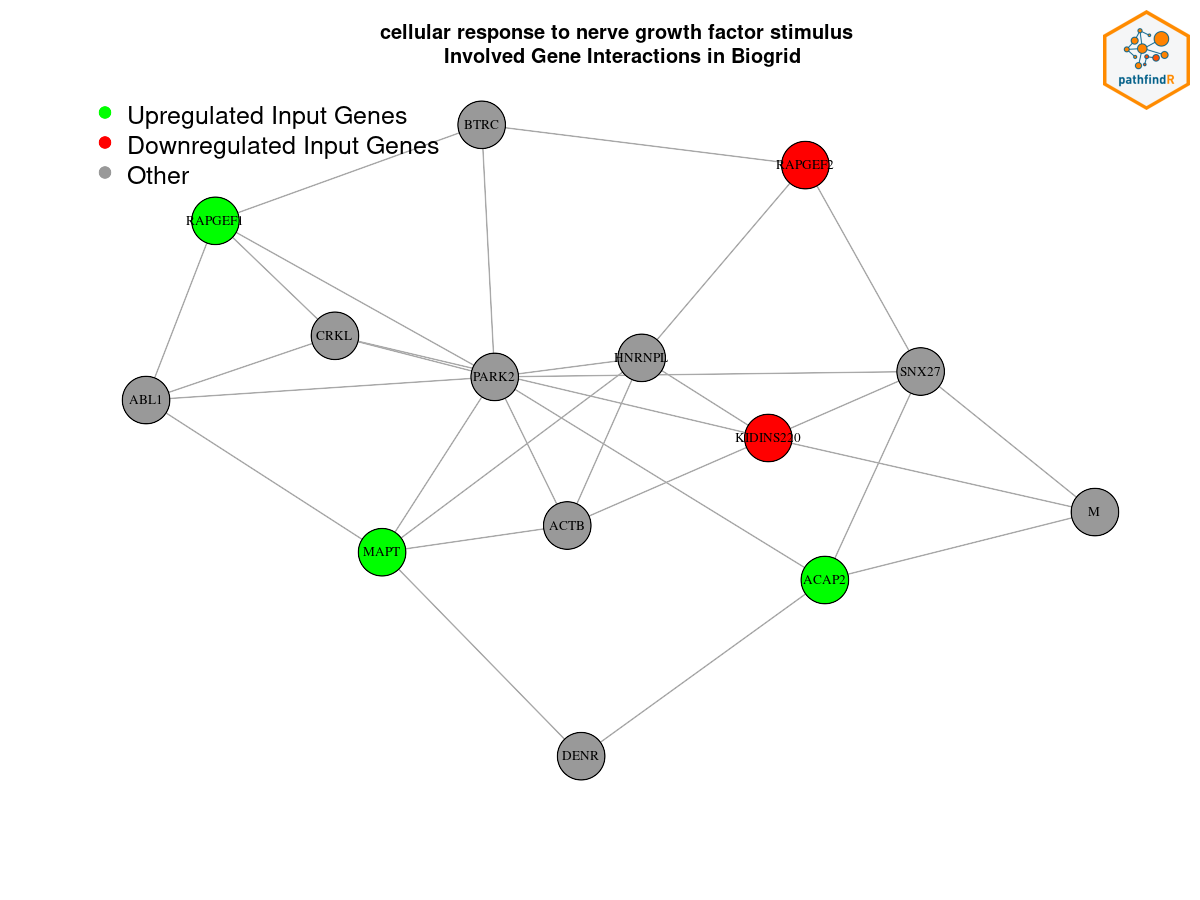 cellular response to nerve growth factor stimulus
Involved Gene Interactions in Biogrid
pathfindR
Upregulated Input Genes
Downregulated Input Genes
Other
BTRC
RAPGEF2
RAPGEF1
CRKL
HNRNPL
PARK2
SNX27
ABL1
KIDINS220
M
ACTB
MAPT
ACAP2
DENR